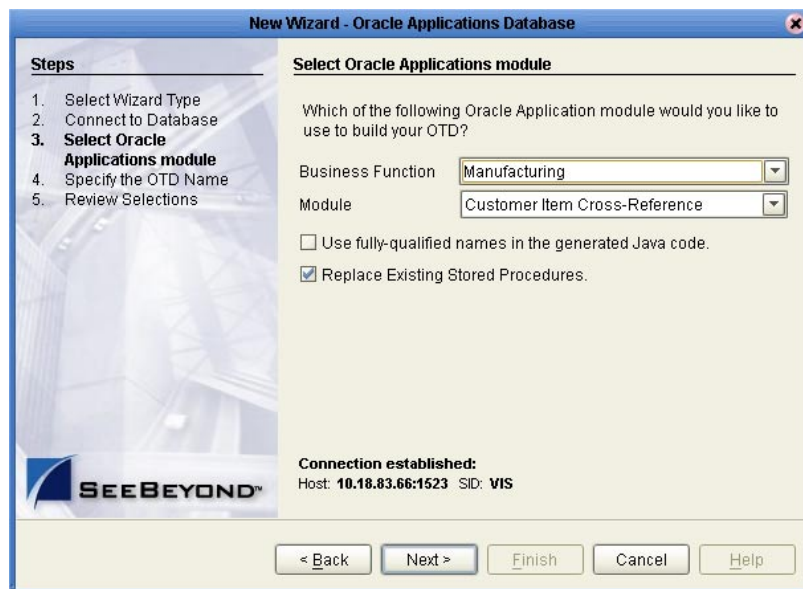 New Wizard - Oracle Applications Database
Steps
1. Select Wizard Type
2. Connect to Database
3. Select Oracle
Applications module
4. Specify the OTD Name
5. Review Selections
Select Oracle Applications module
Which of the following Oracle Application module would you like to
use to build your OTD?
Business Function Manufacturing
Module Customer Item Cross-Reference
Use fully-qualified names in the generated Java code.
Replace Existing Stored Procedures.
Connection established:
Host: 10.18.83.66:1523 SID: VIS
SEEBEYOND™
< Back Next > Finish Cancel Help